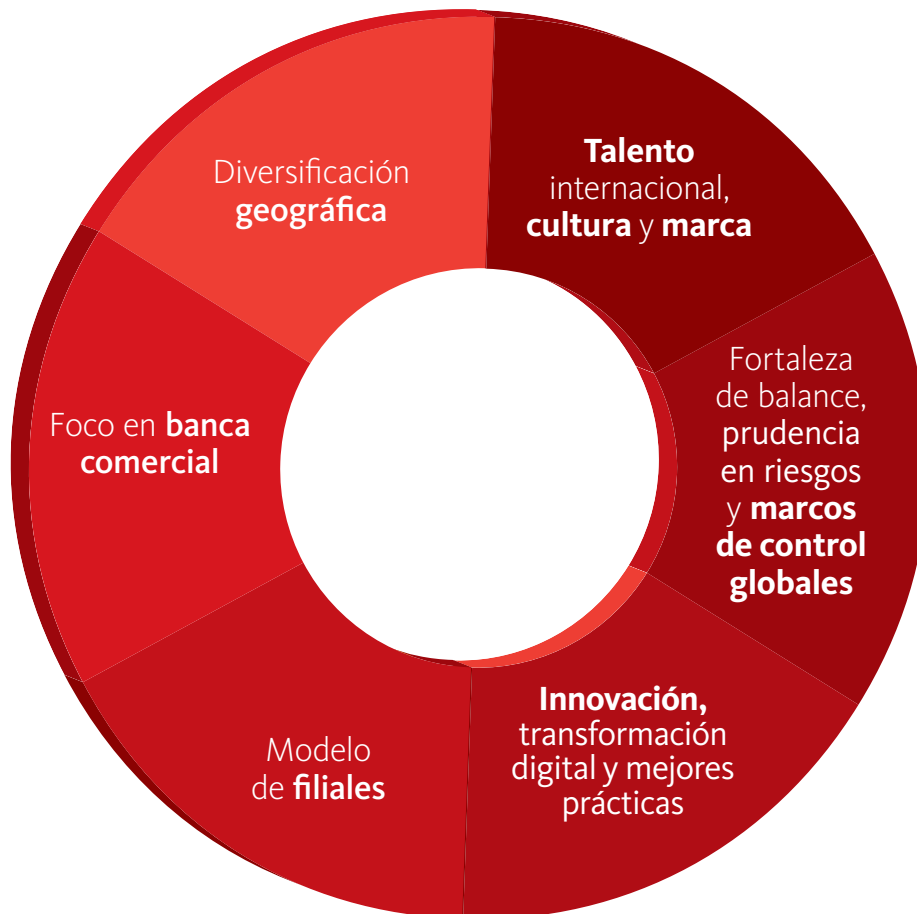 Diversificación
geográfica
Talento
internacional,
cultura y marca
Foco en banca
comercial
Fortaleza
de balance,
prudencia
en riesgos
y marcos
de control
globales
Modelo
de filiales
Innovación,
transformación
digital y mejores
prácticas